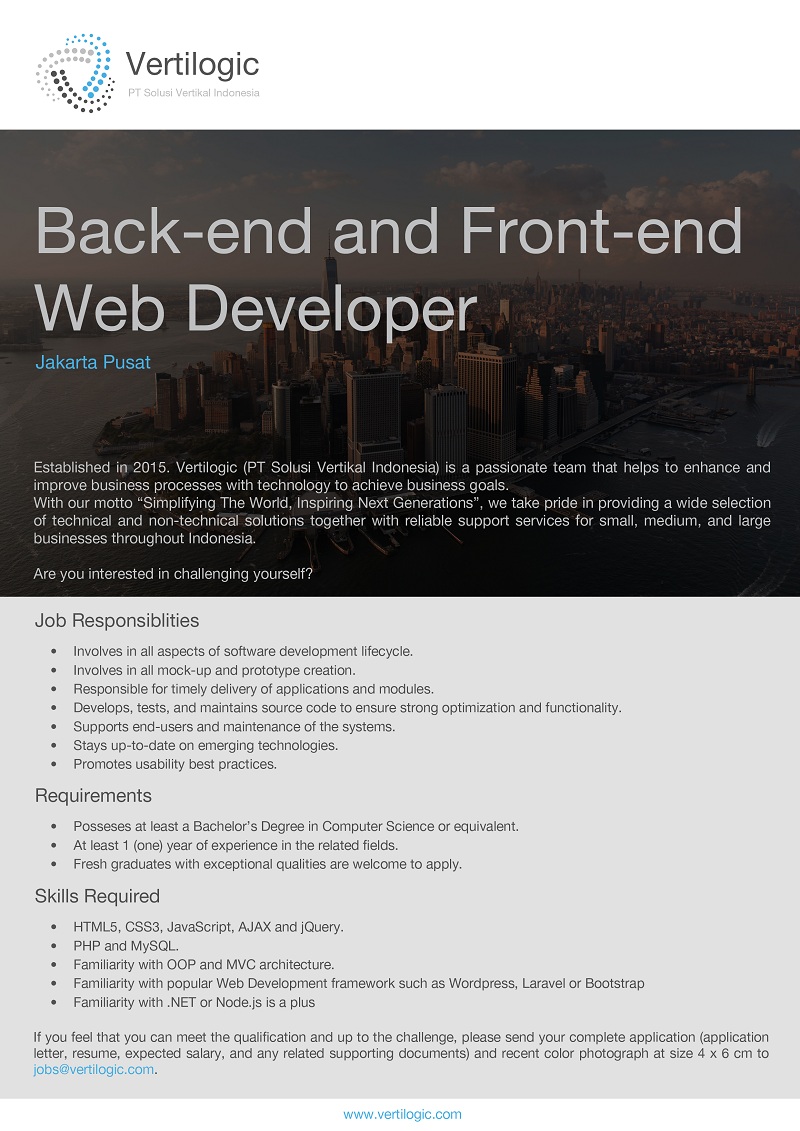 Vertilogic
PT Solusi Vertikal Indonesia
Back-end and Front-end
Web Developer
Jakarta Pusat
Established in 2015. Vertilogic (PT Solusi Vertikal Indonesia) is a passionate team that helps to enhance and
improve business processes with technology to achieve business goals.
With our motto “Simplifying The World, Inspiring Next Generations”, we take pride in providing a wide selection
of technical and non-technical solutions together with reliable support services for small, medium, and large
businesses throughout Indonesia.
Are you interested in challenging yourself?
Job Responsiblities
• Involves in all aspects of software development lifecycle.
• Involves in all mock-up and prototype creation.
• Responsible for timely delivery of applications and modules.
• Develops, tests, and maintains source code to ensure strong optimization and functionality.
• Supports end-users and maintenance of the systems.
• Stays up-to-date on emerging technologies.
• Promotes usability best practices.
Requirements
• Posseses at least a Bachelor’s Degree in Computer Science or equivalent.
• At least 1 (one) year of experience in the related fields.
• Fresh graduates with exceptional qualities are welcome to apply.
Skills Required
• HTML5, CSS3, JavaScript, AJAX and jQuery.
• PHP and MySQL.
• Familiarity with OOP and MVC architecture.
• Familiarity with popular Web Development framework such as Wordpress, Laravel or Bootstrap
• Familiarity with .NET or Node.js is a plus
If you feel that you can meet the qualification and up to the challenge, please send your complete application (application
letter, resume, expected salary, and any related supporting documents) and recent color photograph at size 4 x 6 cm to
jobs@vertilogic.com.
www.vertilogic.com